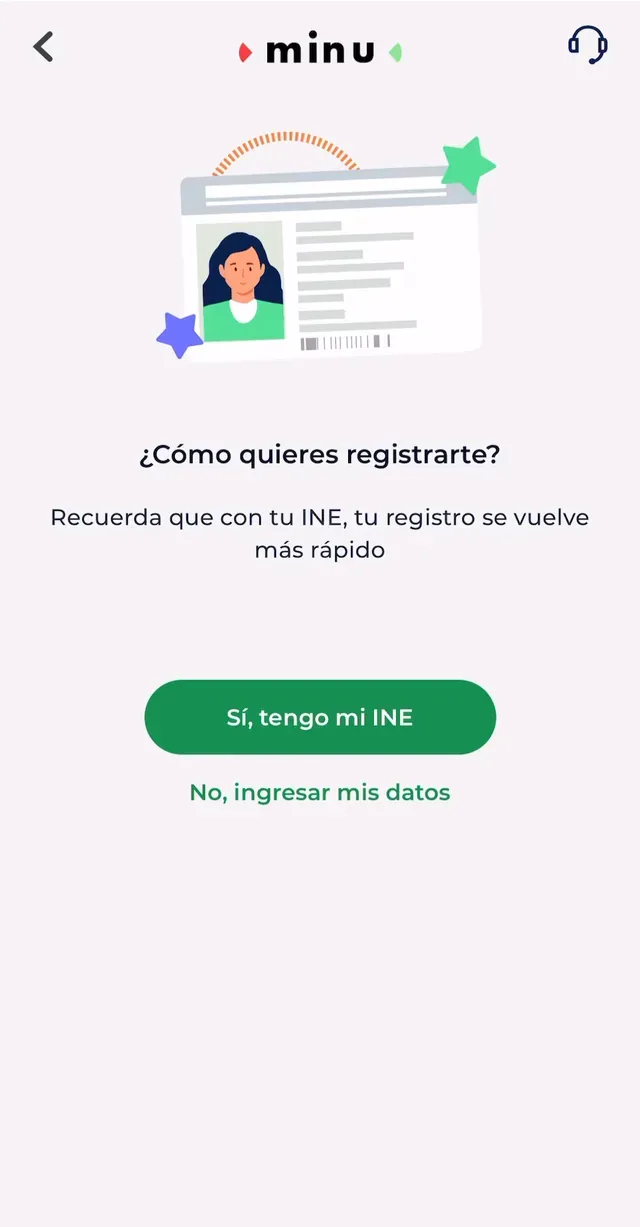 minu
¿Cómo quieres registrarte?
Recuerda que con tu INE, tu registro se vuelve
más rápido
Sí, tengo mi INE
No, ingresar mis datos